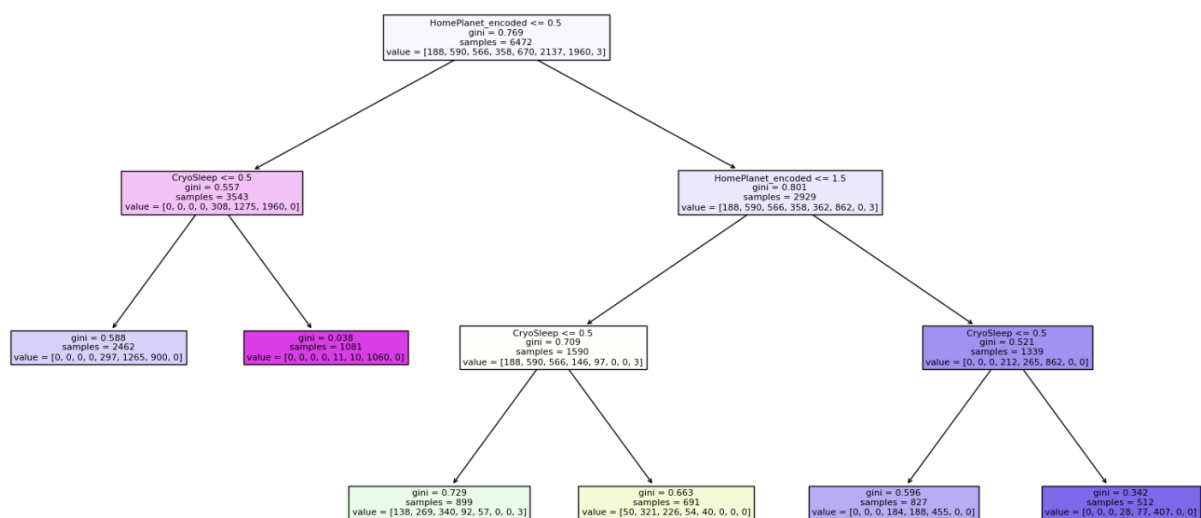 HomePlanet_encoded <= 0.5
gini = 0.769
samples = 6472
value = [188, 590, 566, 358, 670, 2137, 1960, 3]
CryoSleep <= 0.5
gini = 0.557
samples = 3543
value = [0, 0, 0, 0, 308, 1275, 1960, 0]
HomePlanet_encoded <= 1.5
gini = 0.801
samples = 2929
value = [188, 590, 566, 358, 362, 862, 0, 3]
gini = 0.588
samples = 2462
value = [0, 0, 0, 0, 297, 1265, 900, 0]
gini = 0.038
samples = 1081
value = [0, 0, 0, 0, 11, 10, 1060, 0]
CryoSleep <= 0.5
gini = 0.709
samples = 1590
value = [188, 590, 566, 146, 97, 0, 0, 3]
CryoSleep <= 0.5
gini = 0.521
samples = 1339
value = [0, 0, 0, 212, 265, 862, 0, 0]
gini = 0.729
samples = 899
value = [138, 269, 340, 92, 57, 0, 0, 3]
gini = 0.663
samples = 691
value = [50, 321, 226, 54, 40, 0, 0, 0]
gini = 0.596
samples = 827
value = [0, 0, 0, 184, 188, 455, 0, 0]
gini = 0.342
samples = 512
value = [0, 0, 0, 28, 77, 407, 0, 0]